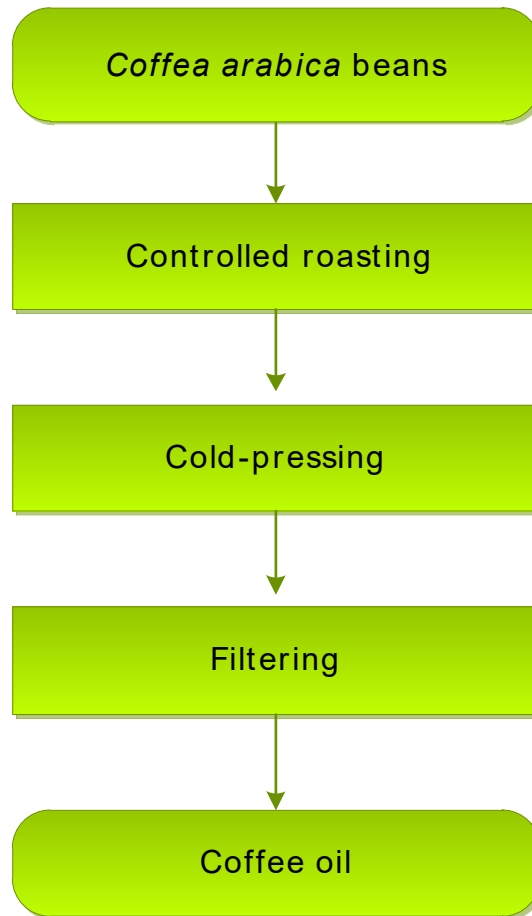 Coffea arabica beans
Controlled roasting
Cold-pressing
Filtering
Coffee oil